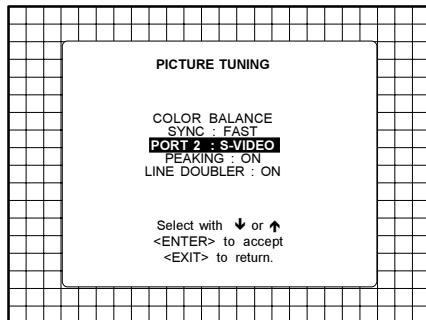 PICTURE TUNING
COLOR BALANCE
SYNC : FAST
PORT 2 : S-VIDEO
PEAKING : ON
LINE DOUBLER : ON
Select with ↓ or ↑
<ENTER> to accept
<EXIT> to return.